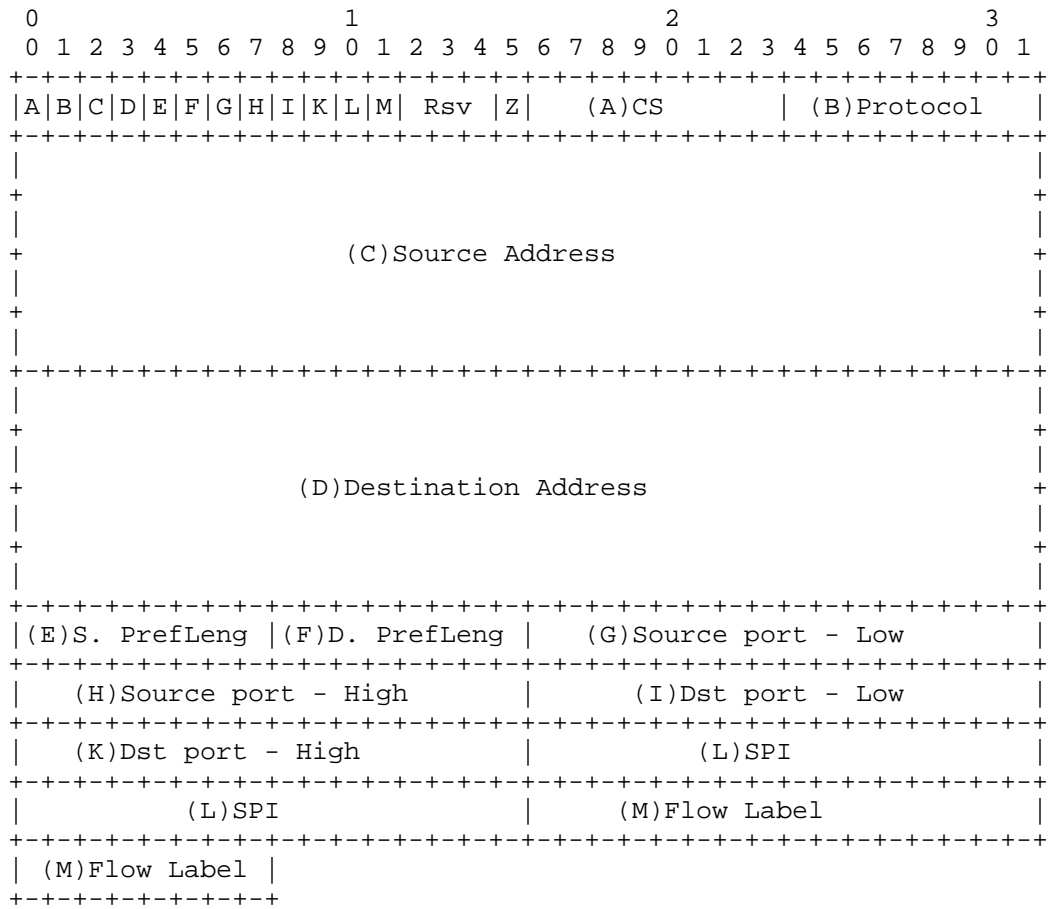 0                   1                   2                   3
 0 1 2 3 4 5 6 7 8 9 0 1 2 3 4 5 6 7 8 9 0 1 2 3 4 5 6 7 8 9 0 1
+-+-+-+-+-+-+-+-+-+-+-+-+-+-+-+-+-+-+-+-+-+-+-+-+-+-+-+-+-+-+-+-+
|A|B|C|D|E|F|G|H|I|K|L|M| Rsv |Z|   (A)CS       | (B)Protocol   |
+-+-+-+-+-+-+-+-+-+-+-+-+-+-+-+-+-+-+-+-+-+-+-+-+-+-+-+-+-+-+-+-+
|                                                               |
+                                                               +
|                                                               |
+                    (C)Source Address                          +
|                                                               |
+                                                               +
|                                                               |
+-+-+-+-+-+-+-+-+-+-+-+-+-+-+-+-+-+-+-+-+-+-+-+-+-+-+-+-+-+-+-+-+
|                                                               |
+                                                               +
|                                                               |
+                 (D)Destination Address                        +
|                                                               |
+                                                               +
|                                                               |
+-+-+-+-+-+-+-+-+-+-+-+-+-+-+-+-+-+-+-+-+-+-+-+-+-+-+-+-+-+-+-+-+
|(E)S. PrefLeng |(F)D. PrefLeng |   (G)Source port - Low        |
+-+-+-+-+-+-+-+-+-+-+-+-+-+-+-+-+-+-+-+-+-+-+-+-+-+-+-+-+-+-+-+-+
|   (H)Source port - High       |      (I)Dst port - Low        |
+-+-+-+-+-+-+-+-+-+-+-+-+-+-+-+-+-+-+-+-+-+-+-+-+-+-+-+-+-+-+-+-+
|   (K)Dst port - High          |          (L)SPI               |
+-+-+-+-+-+-+-+-+-+-+-+-+-+-+-+-+-+-+-+-+-+-+-+-+-+-+-+-+-+-+-+-+
|          (L)SPI               |     (M)Flow Label             |
+-+-+-+-+-+-+-+-+-+-+-+-+-+-+-+-+-+-+-+-+-+-+-+-+-+-+-+-+-+-+-+-+
| (M)Flow Label |
+-+-+-+-+-+-+-+-+